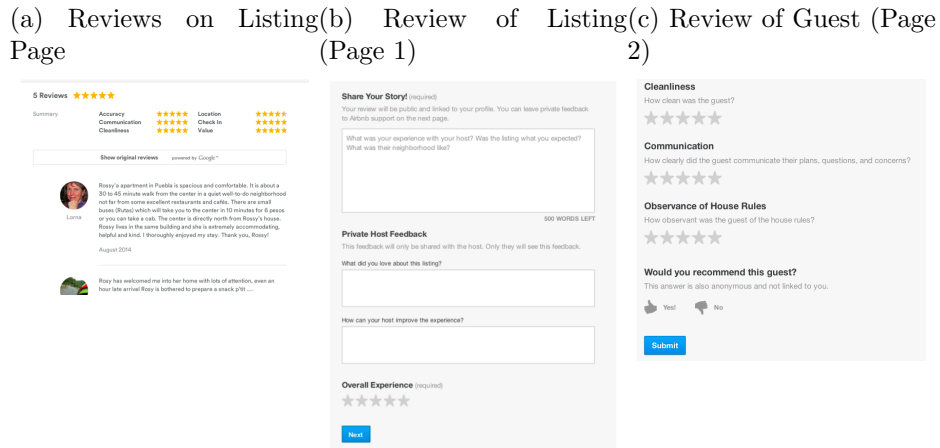 (a) Reviews on Listing Page
(b) Review of Listing (Page 1)
(c) Review of Guest (Page 2)
5 Reviews
Summary
Accuracy
Communication
Cleanliness
Location
Check In
Value
Show original reviews powered by Google™
Rossy'a apartment in Puebla is spacious and comfortable. It is about a
30 to 45 minute walk from the center in a quiet well-to-do neighborhood
not far from some excellent restaurants and cafés. There are small
buses (Rutas) which will take you to the center in 10 minutes for 6 pesos
or you can take a cab. The center is directly north from Rossy's house.
Rossy lives in the same building and she is extremely accommodating,
helpful and kind. I thoroughly enjoyed my stay. Thank you, Rossy!
Lorna
August 2014
Rosy has welcomed me into her home with lots of attention, even an
hour late arrival Rosy is bothered to prepare a snack p'tit .....
Share Your Story! (required)
Your review will be public and linked to your profile. You can leave private feedback
to Airbnb support on the next page.
What was your experience with your host? Was the listing what you expected?
What was their neighborhood like?
500 WORDS LEFT
Private Host Feedback
This feedback will only be shared with the host. Only they will see this feedback.
What did you love about this listing?
How can your host improve the experience?
Overall Experience (required)
Next
Cleanliness
How clean was the guest?
Communication
How clearly did the guest communicate their plans, questions, and concerns?
Observance of House Rules
How observant was the guest of the house rules?
Would you recommend this guest?
This answer is also anonymous and not linked to you.
Yes!
No
Submit